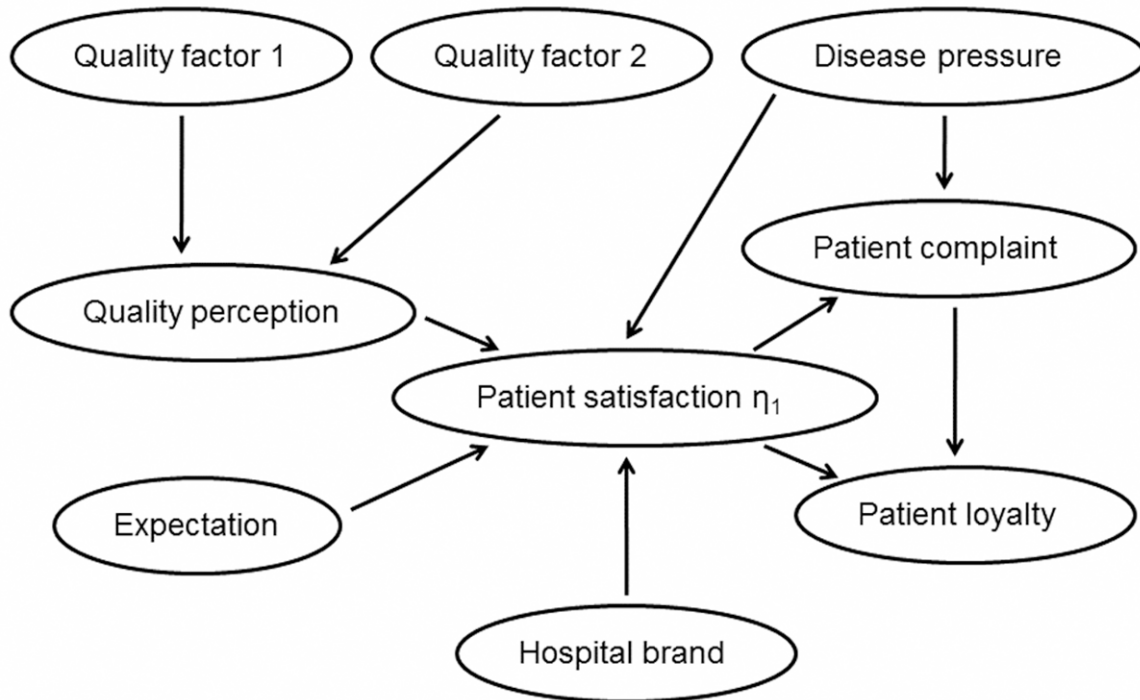 Quality factor 1
Quality factor 2
Disease pressure
Patient complaint
Quality perception
Patient satisfaction η₁
Expectation
Patient loyalty
Hospital brand